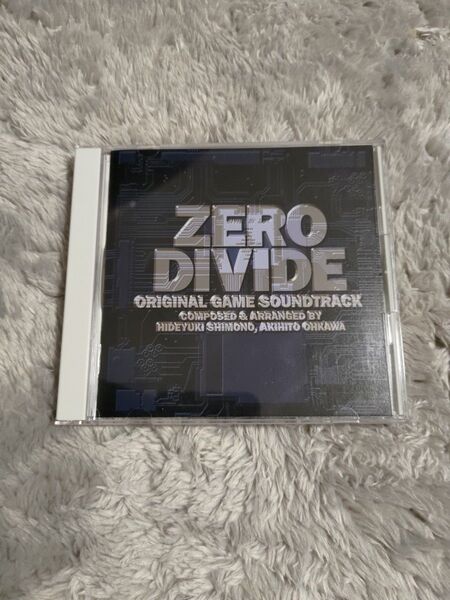 ZERO
DIVIDE
ORIGINAL GAME SOUNDTRACK
COMPOSED & ARRANGED BY
HIDEYUKI SHIMONO, AKIHITO OHKAWA